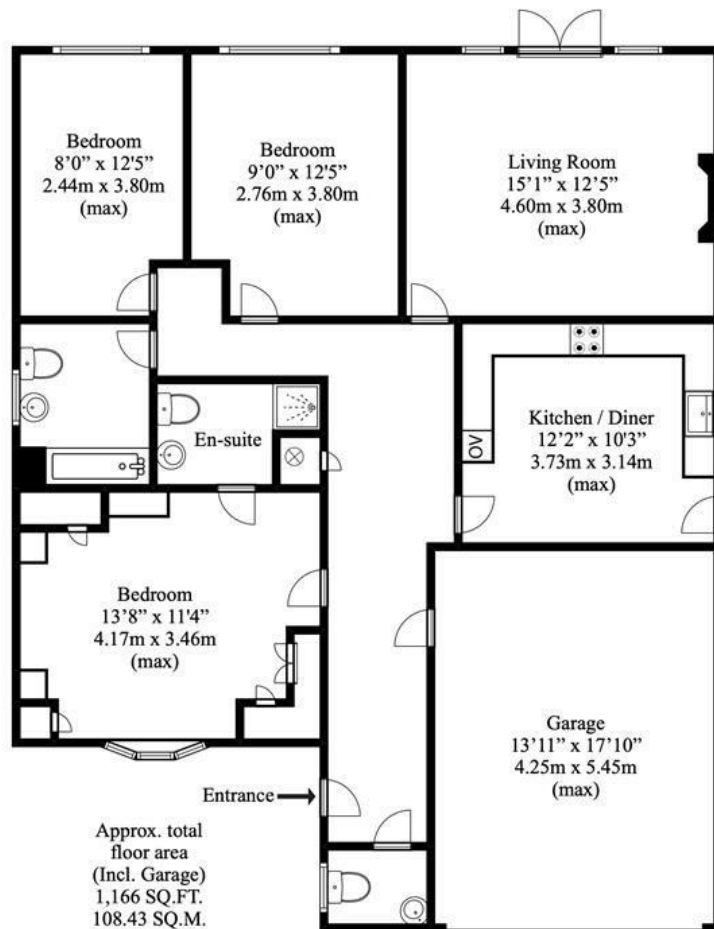 Bedroom
8’0” x 12'5”
2.44m x 3.80m
(max)
Bedroom
9’0” x 12'5”
2.76m x 3.80m
(max)
Living Room
15’1” x 12’5”
4.60m x 3.80m
(max)
En-suite
Kitchen / Diner
12’2” x 10’3”
3.73m x 3.14m
(max)
OV
Bedroom
13’8” x 11'4”
4.17m x 3.46m
(max)
Garage
13’11” x 17’10”
4.25m x 5.45m
(max)
Entrance
Approx. total
floor area
(Incl. Garage)
1,166 SQ.FT.
108.43 SQ.M.